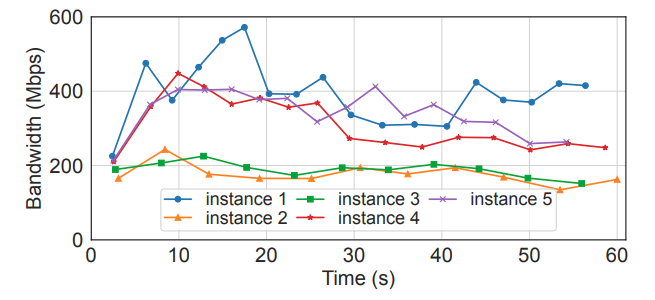 Bandwidth (Mbps)
600
400
200
0
instance 1 instance 3 instance 5
instance 2 instance 4
0 10 20 30 40 50 60
Time (s)